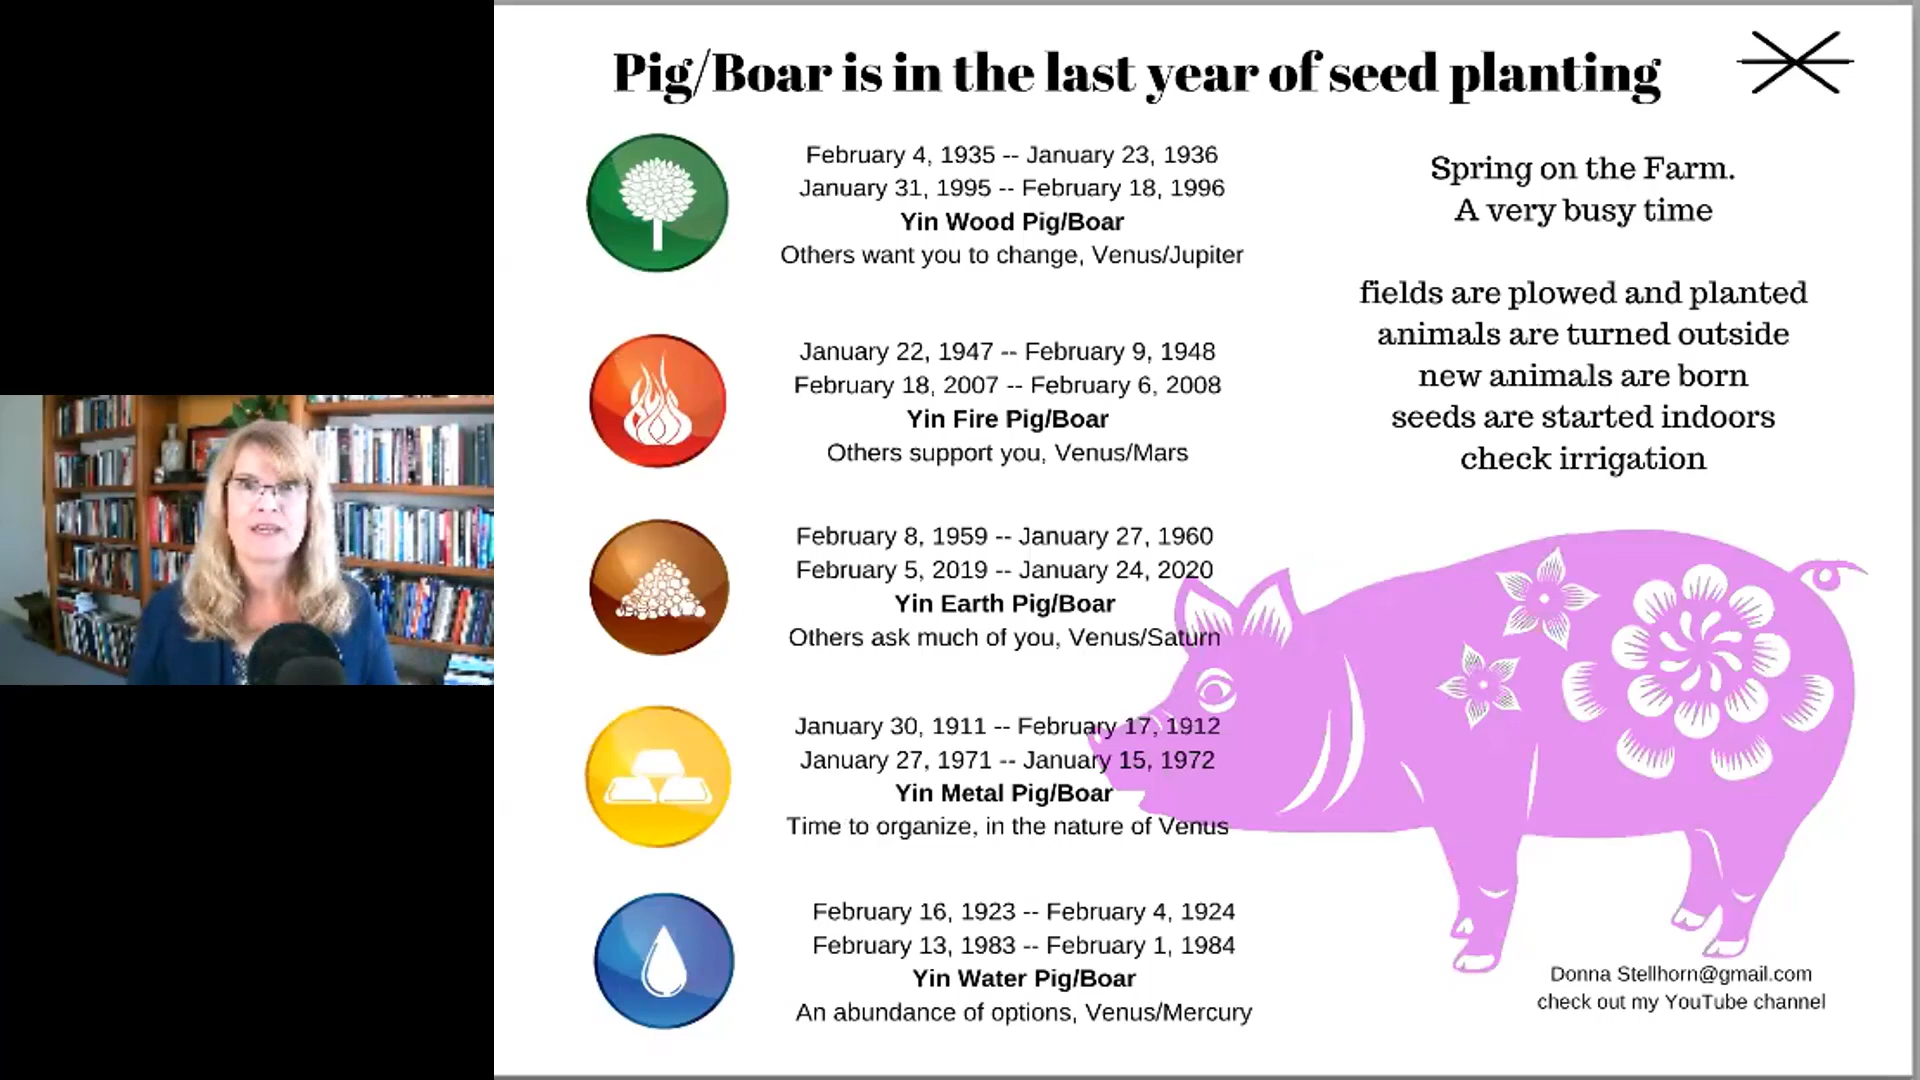 Pig/Boar is in the last year of seed planting
February 4, 1935 -- January 23, 1936
January 31, 1995 -- February 18, 1996
Yin Wood Pig/Boar
Others want you to change, Venus/Jupiter
January 22, 1947 -- February 9, 1948
February 18, 2007 -- February 6, 2008
Yin Fire Pig/Boar
Others support you, Venus/Mars
February 8, 1959 -- January 27, 1960
February 5, 2019 -- January 24, 2020
Yin Earth Pig/Boar
Others ask much of you, Venus/Saturn
January 30, 1911 -- February 17, 1912
January 27, 1971 -- January 15, 1972
Yin Metal Pig/Boar
Time to organize, in the nature of Venus
February 16, 1923 -- February 4, 1924
February 13, 1983 -- February 1, 1984
Yin Water Pig/Boar
An abundance of options, Venus/Mercury
Spring on the Farm.
A very busy time
fields are plowed and planted
animals are turned outside
new animals are born
seeds are started indoors
check irrigation
Donna Stellhorn@gmail.com
check out my YouTube channel